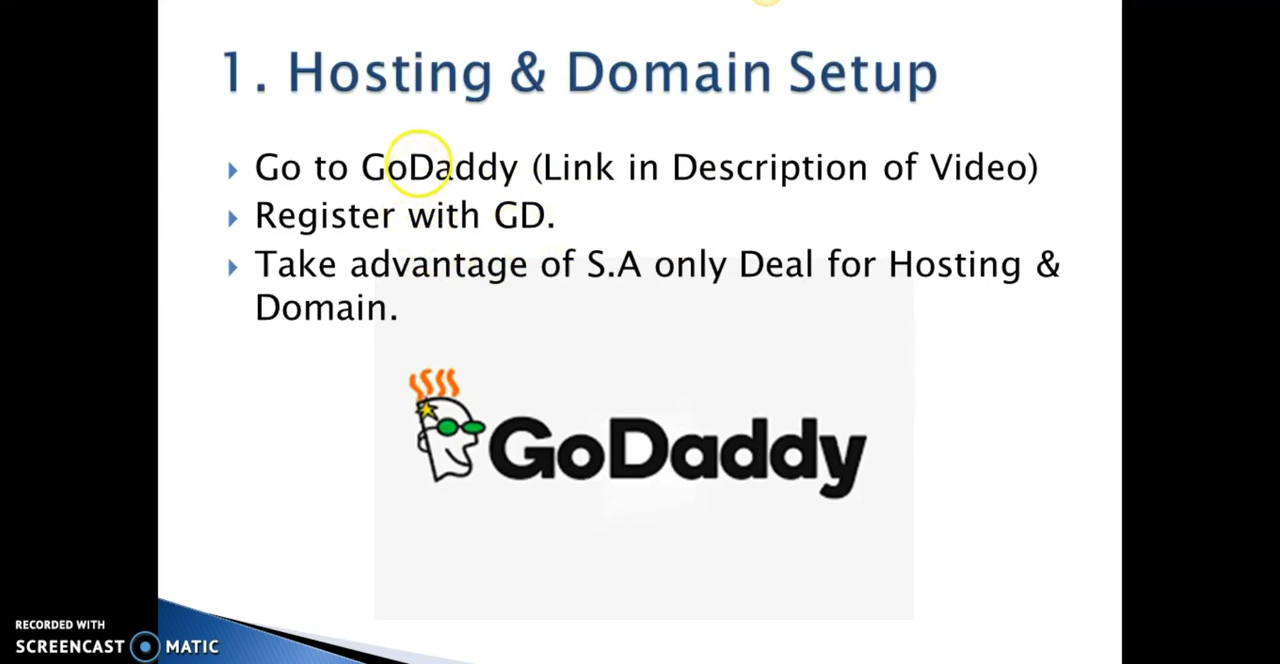 1. Hosting & Domain Setup
Go to GoDaddy (Link in Description of Video)
Register with GD.
Take advantage of S.A only Deal for Hosting &
Domain.
GoDaddy
RECORDED WITH
SCREENCAST MATIC